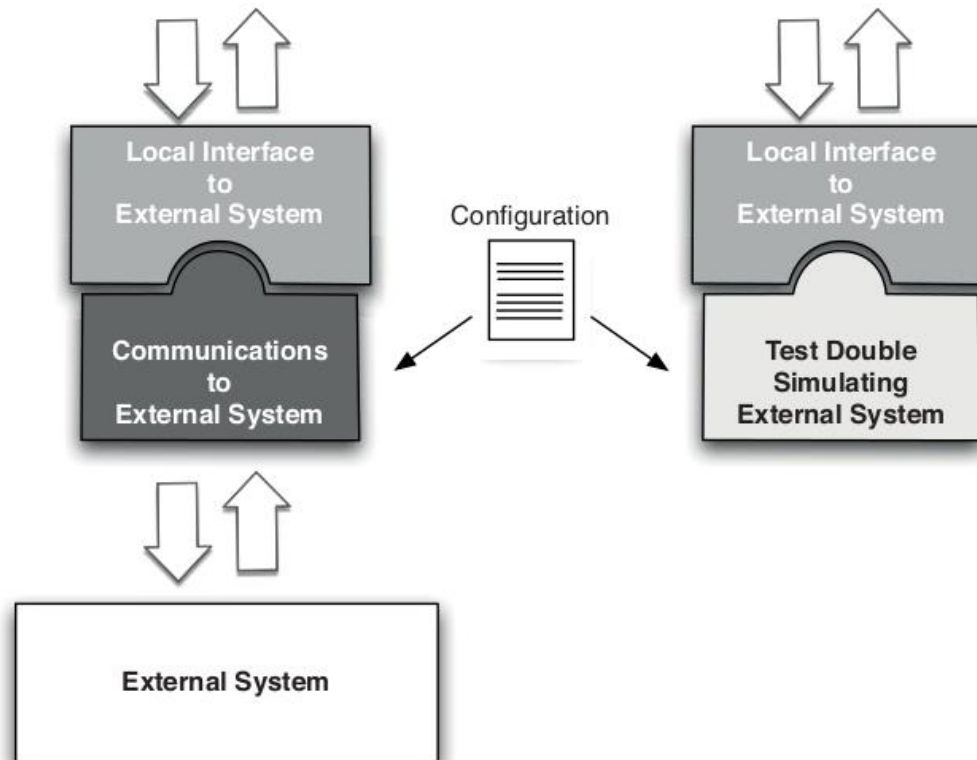 Local Interface
to
External System
Communications
to
External System
External System
Configuration
Local Interface
to
External System
Test Double
Simulating
External System